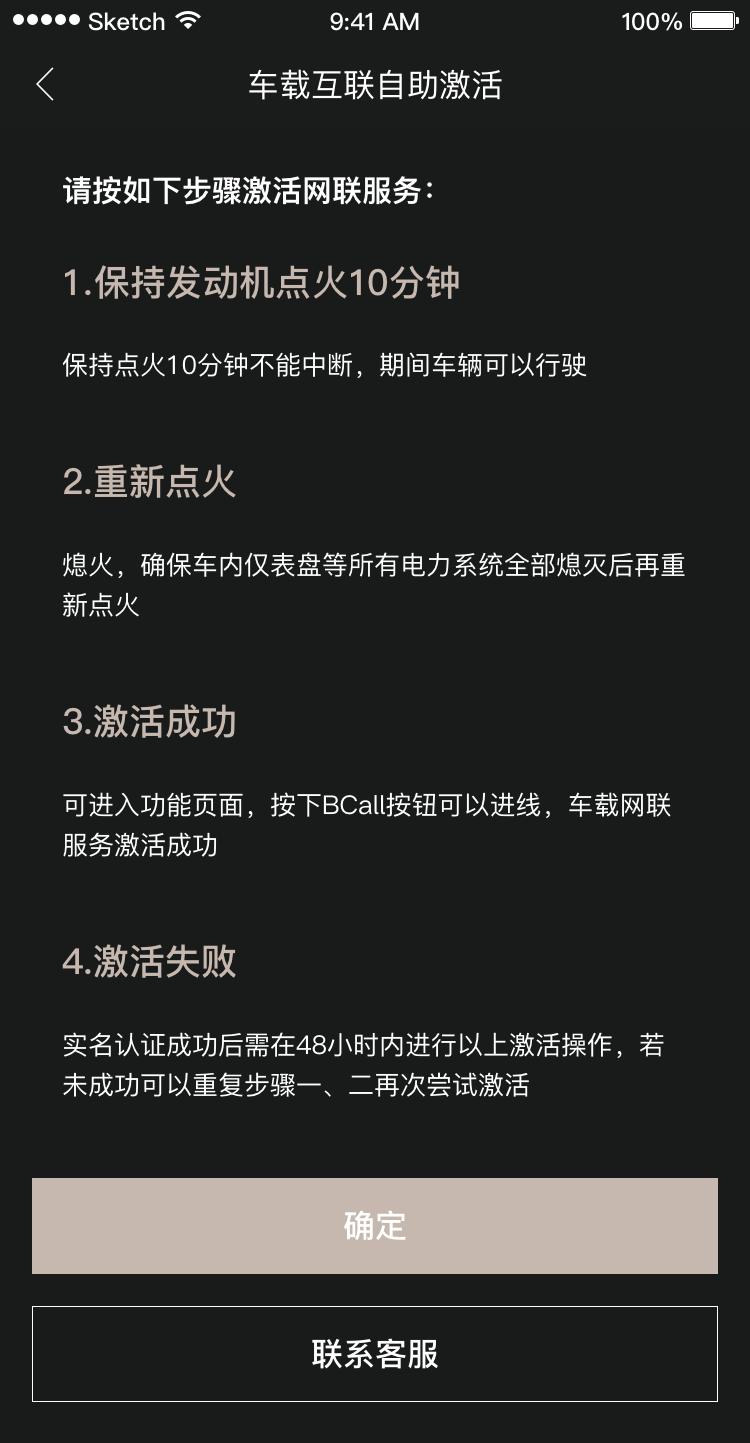 Sketch 9:41 AM 100%
车载互联自助激活
请按如下步骤激活网联服务：
1.保持发动机点火10分钟
保持点火10分钟不能中断，期间车辆可以行驶
2.重新点火
熄火，确保车内仪表盘等所有电力系统全部熄灭后再重
新点火
3.激活成功
可进入功能页面，按下BCall按钮可以进线，车载网联
服务激活成功
4.激活失败
实名认证成功后需在48小时内进行以上激活操作，若
未成功可以重复步骤一、二再次尝试激活
确定
联系客服